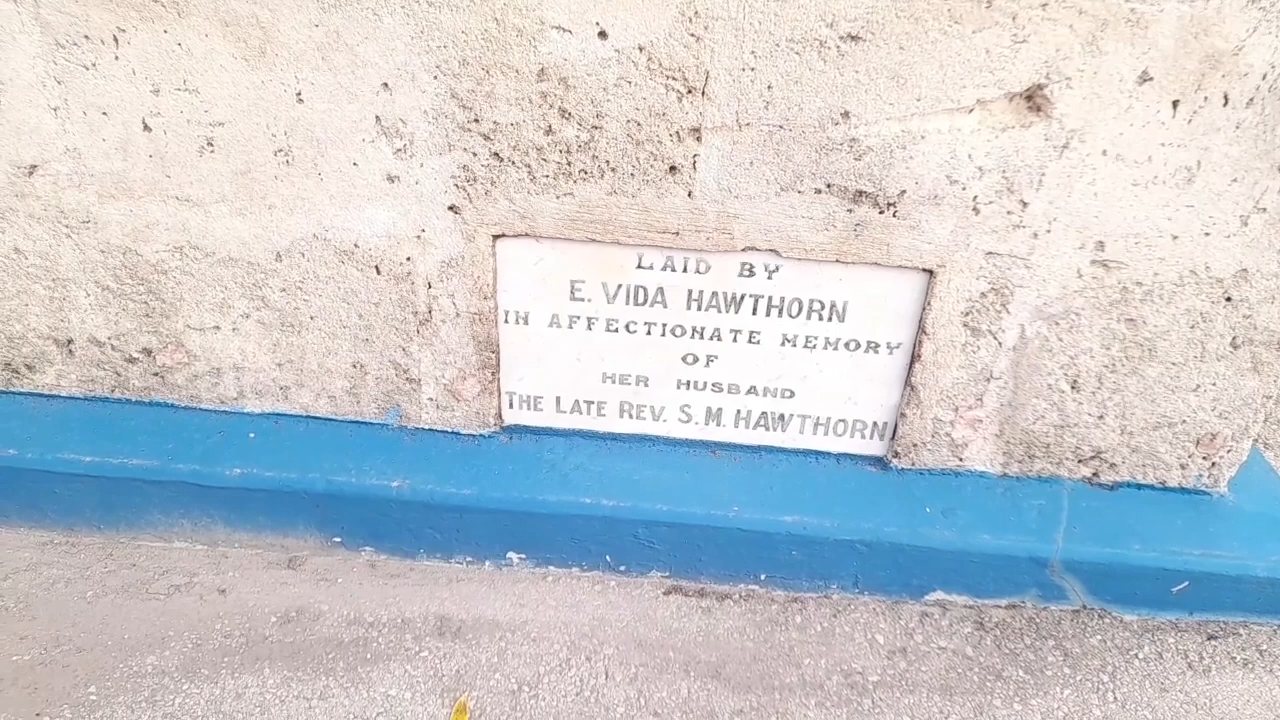 LAID BY
E. VIDA HAWTHORN
IN AFFECTIONATE MEMORY
OF
HER HUSBAND
THE LATE REV. S. M. HAWTHORN